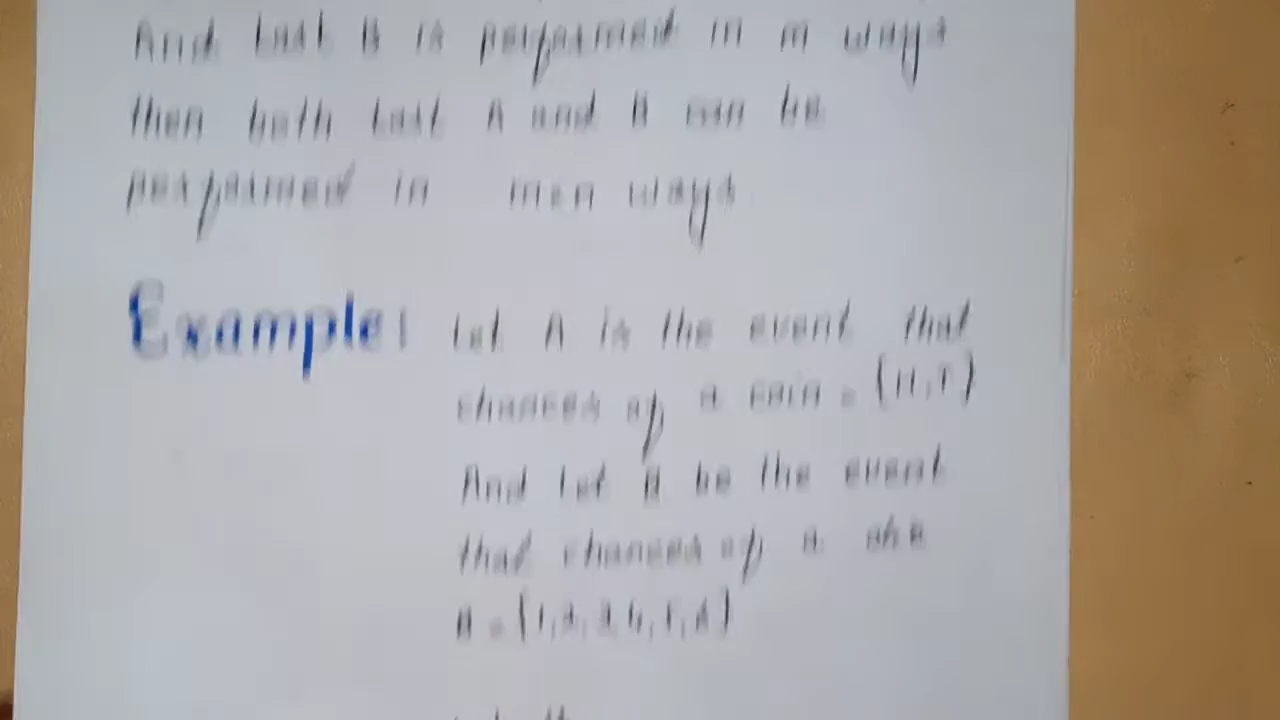 And task B is performed in m ways
then both task A and B can be
performed in m×n ways
Example: Let A is the event that
chances of a coin = {H,T}
And let B be the event
that chances of a
B = {1,2,3,4,5,6}